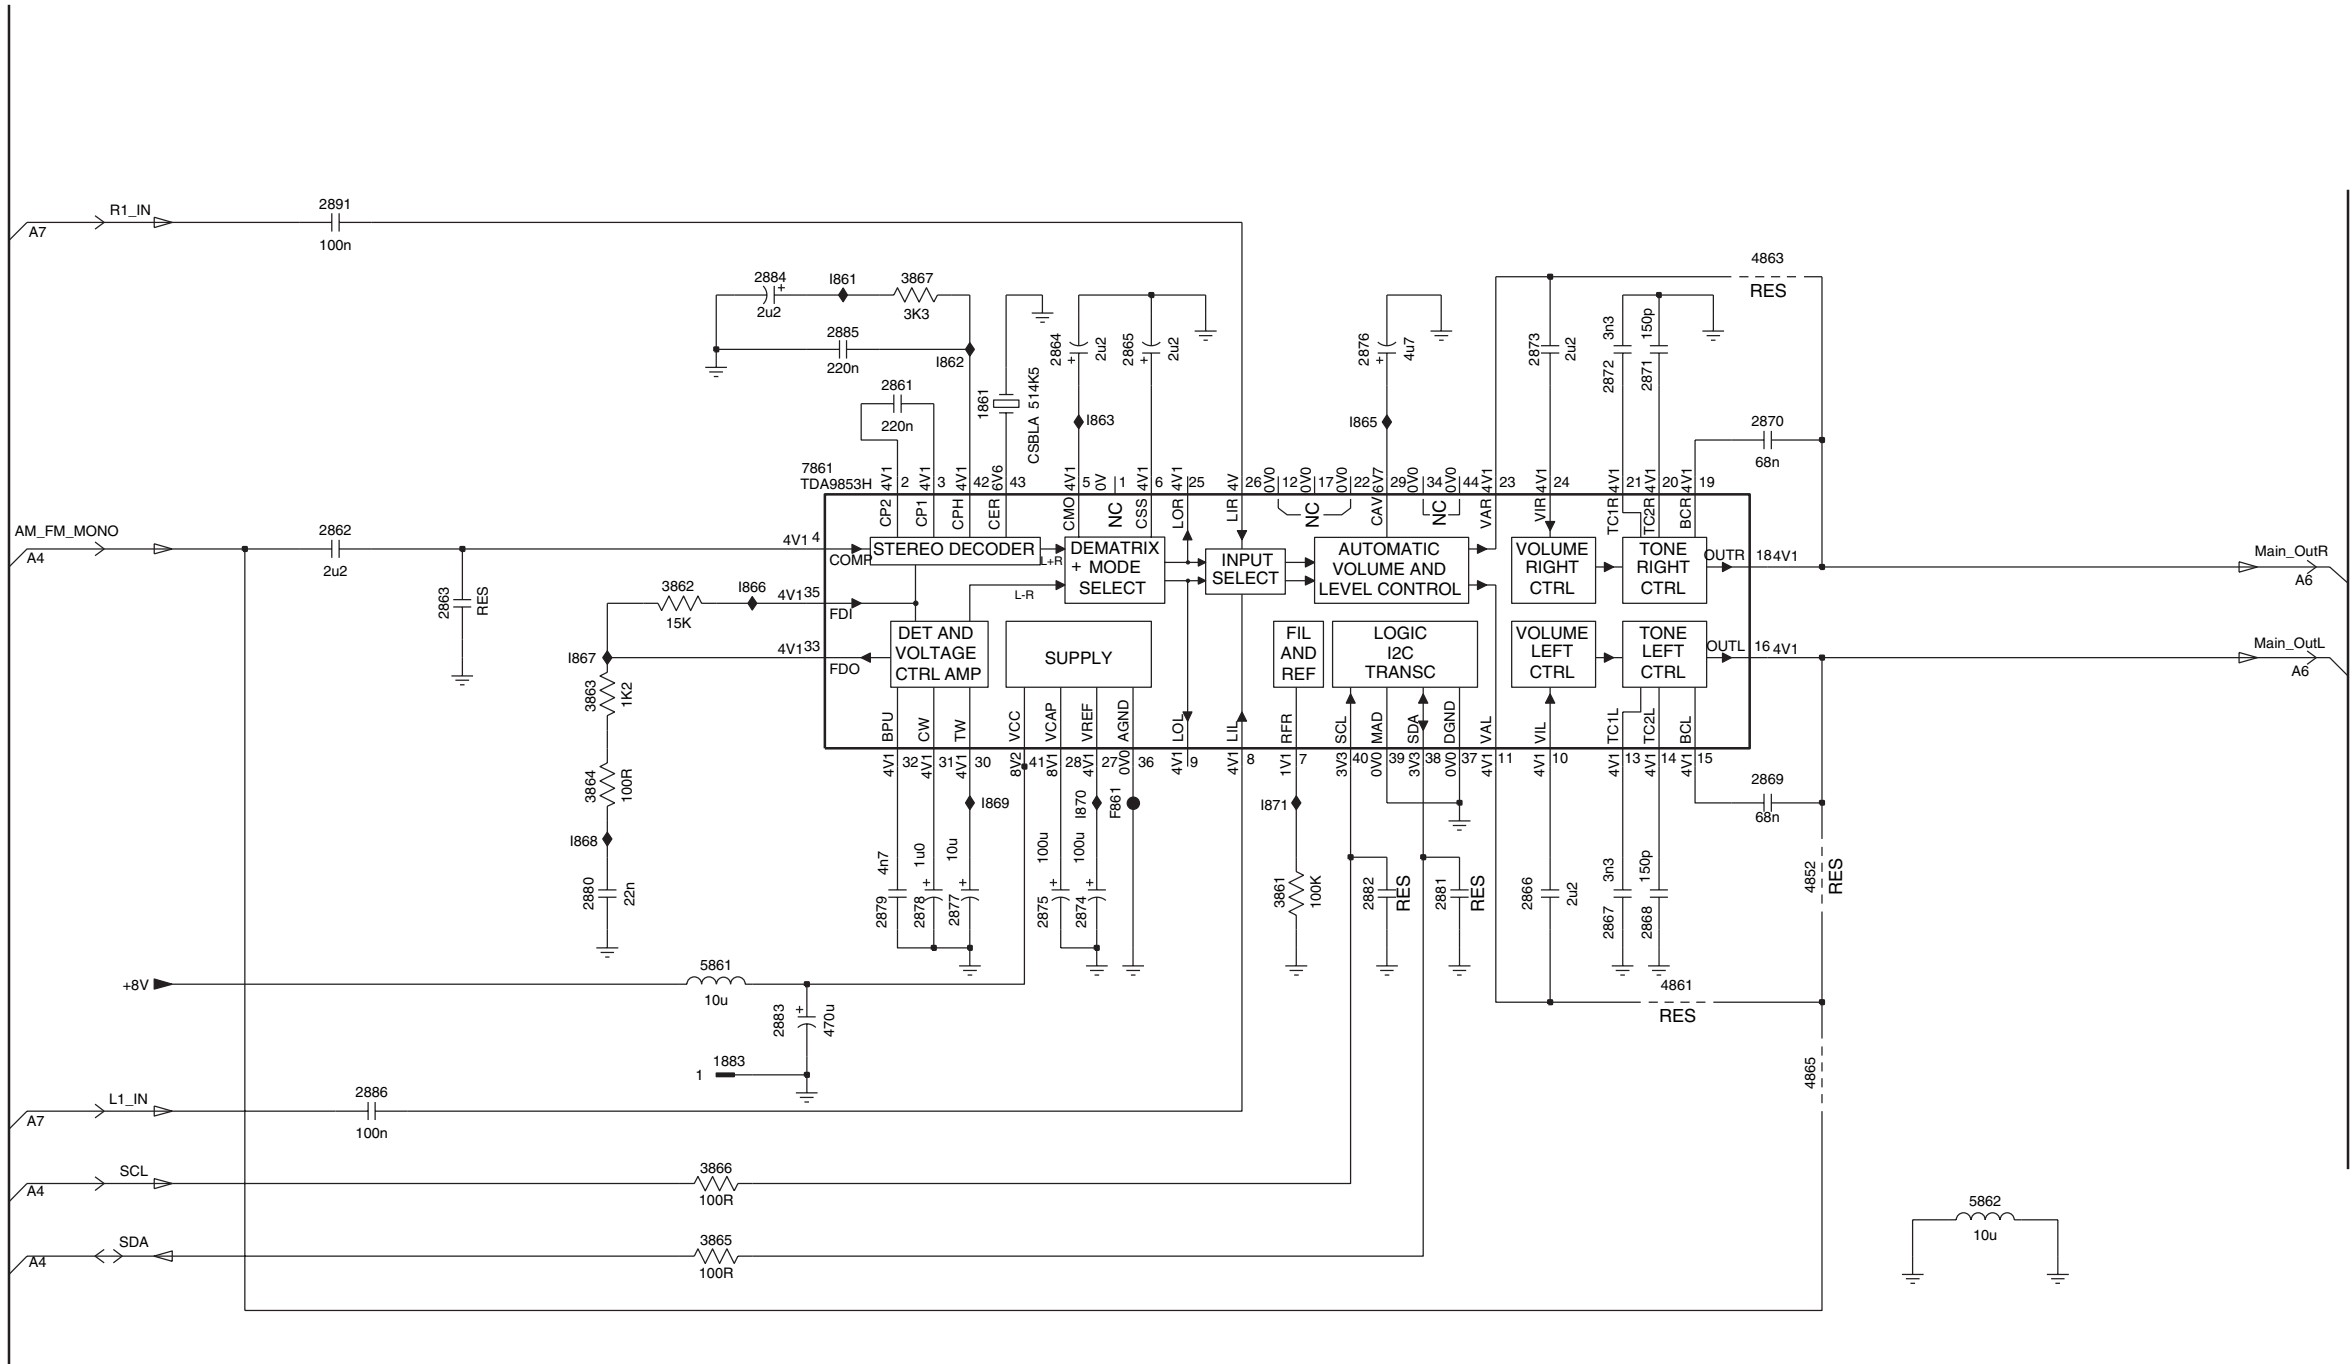 R1_IN
A7
2891
100n
4863
RES
2884
+
2u2
I861
3867
3K3
2885
220n
I862
2861
220n
1861
CSBLA 514K5
2864
+
2u2
2865
+
2u2
I863
2876
+
4u7
I865
2873
2u2
2872
3n3
2871
150p
2870
68n
7861
TDA9853H
4V1 2
4V1 3
4V1 42
6V6 43
4V1 5
0V 1
4V1 6
4V1 25
4V 26
0V0 12
0V0 17
0V0 22
6V7 29
0V0 34
0V0 44
4V1 23
4V1 24
4V1 21
4V1 20
4V1 19
CP2
CP1
CPH
CER
CMO
NC
CSS
LOR
LIR
NC
CAV
NC
VAR
VIR
TC1R
TC2R
BCR
AM_FM_MONO
A4
2862
2u2
2863
RES
4V1 4
COMP
STEREO DECODER
L+R
L-R
DEMATRIX
+ MODE
SELECT
INPUT
SELECT
AUTOMATIC
VOLUME AND
LEVEL CONTROL
VOLUME
RIGHT
CTRL
TONE
RIGHT
CTRL
OUTR
18 4V1
Main_OutR
A6
3862
15K
I866
4V1 35
FDI
I867
4V1 33
FDO
DET AND
VOLTAGE
CTRL AMP
SUPPLY
FIL
AND
REF
LOGIC
I2C
TRANSC
VOLUME
LEFT
CTRL
TONE
LEFT
CTRL
OUTL
16 4V1
Main_OutL
A6
3863
1K2
3864
100R
I868
2880
22n
BPU
CW
TW
VCC
VCAP
VREF
AGND
LOL
LIL
RFR
SCL
MAD
SDA
DGND
VAL
VIL
TC1L
TC2L
BCL
4V1 32
4V1 31
4V1 30
8V2 41
8V1 28
4V1 27
0V0 36
4V1 9
4V1 8
1V1 7
3V3 40
0V0 39
3V3 38
0V0 37
4V1 11
4V1 10
4V1 13
4V1 14
4V1 15
I869
I870
F861
I871
2869
68n
2879
4n7
2878
1u0
+
2877
10u
+
2875
100u
+
2874
100u
+
3861
100K
2882
RES
2881
RES
2866
2u2
2867
3n3
2868
150p
4852
RES
+8V
5861
10u
2883
+
470u
1
1883
4861
RES
4865
L1_IN
A7
2886
100n
SCL
A4
3866
100R
SDA
A4
3865
100R
5862
10u